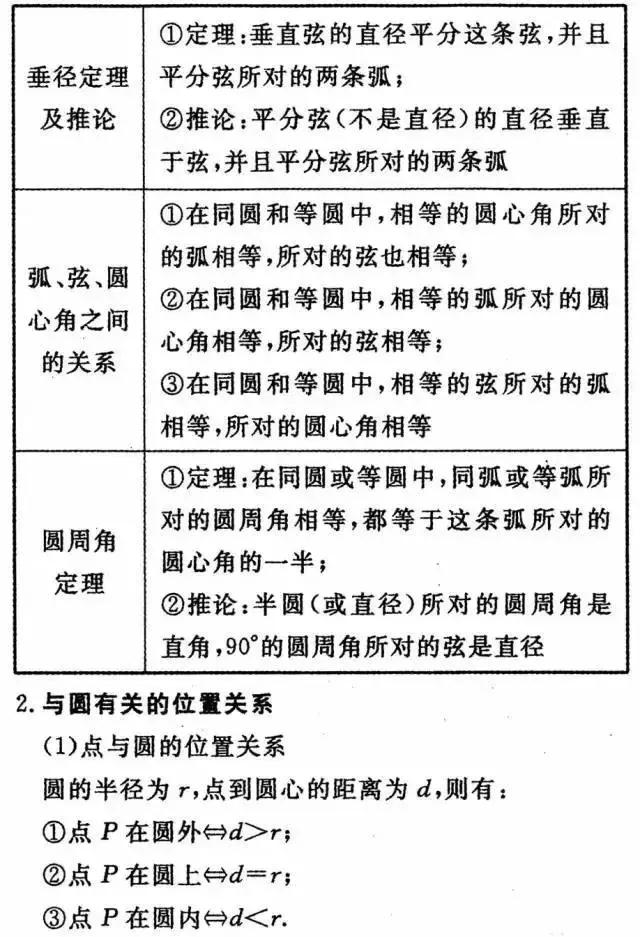 垂径定理
及推论
①定理:垂直弦的直径平分这条弦,并且
平分弦所对的两条弧;
②推论:平分弦(不是直径)的直径垂直
于弦,并且平分弦所对的两条弧
弧、弦、圆
心角之间
的关系
①在同圆和等圆中,相等的圆心角所对
的弧相等,所对的弦也相等;
②在同圆和等圆中,相等的弧所对的圆
心角相等,所对的弦相等;
③在同圆和等圆中,相等的弦所对的弧
相等,所对的圆心角相等
圆周角
定理
①定理:在同圆或等圆中,同弧或等弧所
对的圆周角相等,都等于这条弧所对的
圆心角的一半;
②推论:半圆(或直径)所对的圆周角是
直角,90°的圆周角所对的弦是直径
2.与圆有关的位置关系
(1)点与圆的位置关系
圆的半径为r,点到圆心的距离为d,则有:
①点P在圆外⇔d>r;
②点P在圆上⇔d=r;
③点P在圆内⇔d<r.